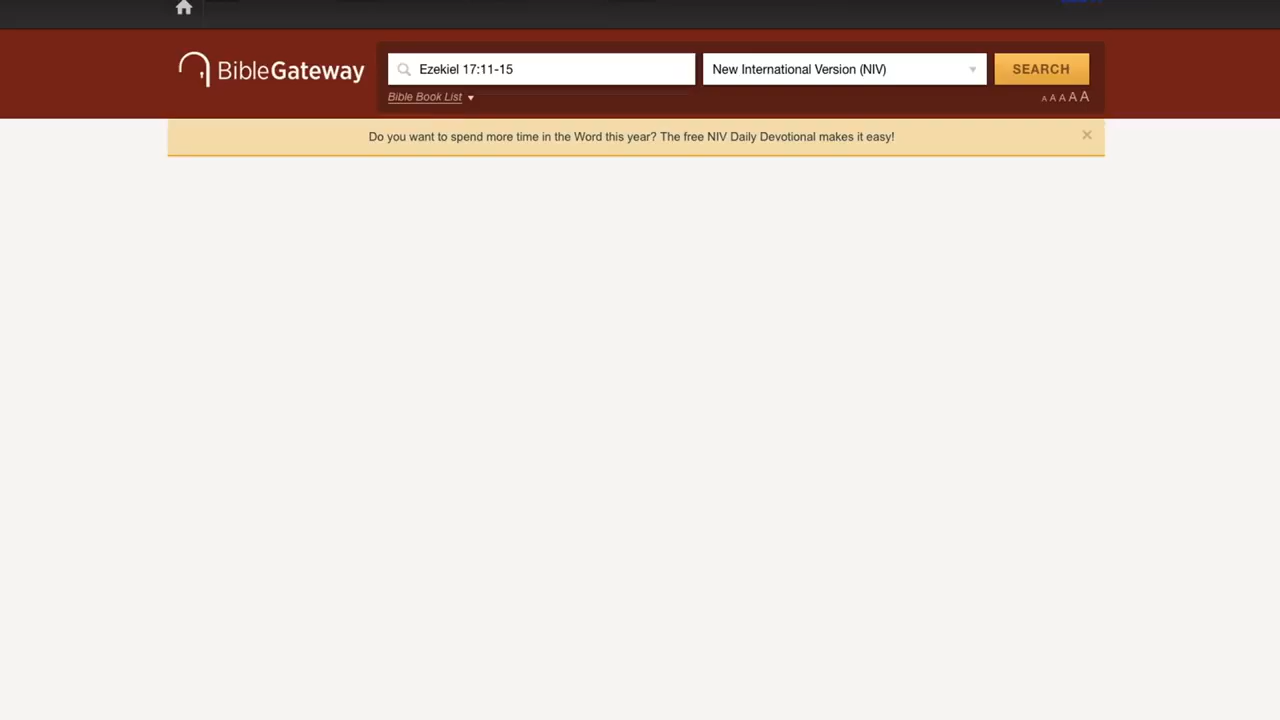 BibleGateway
Ezekiel 17:11-15
New International Version (NIV)
SEARCH
Bible Book List
A A A A A
Do you want to spend more time in the Word this year? The free NIV Daily Devotional makes it easy!